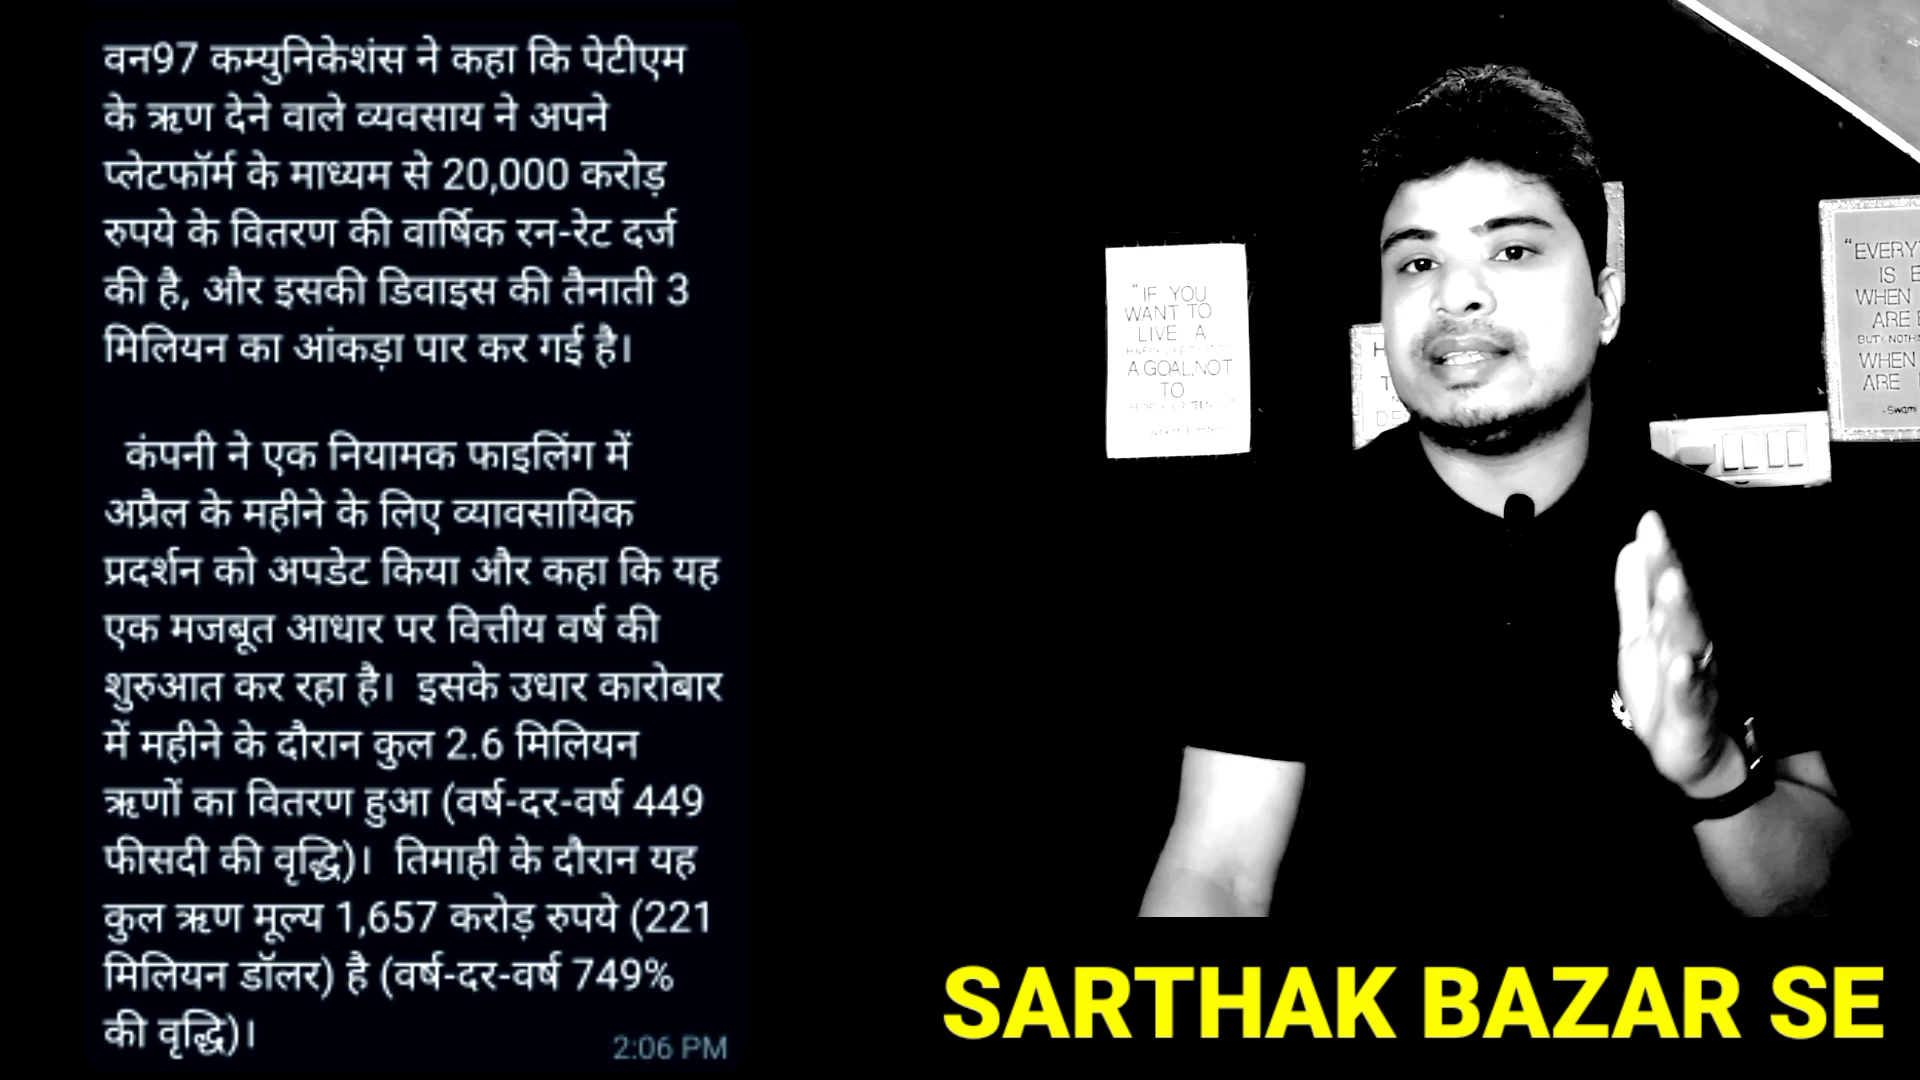 वन97 कम्युनिकेशंस ने कहा कि पेटीएम
के ऋण देने वाले व्यवसाय ने अपने
प्लेटफॉर्म के माध्यम से 20,000 करोड़
रुपये के वितरण की वार्षिक रन-रेट दर्ज
की है, और इसकी डिवाइस की तैनाती 3
मिलियन का आंकड़ा पार कर गई है।
कंपनी ने एक नियामक फाइलिंग में
अप्रैल के महीने के लिए व्यावसायिक
प्रदर्शन को अपडेट किया और कहा कि यह
एक मजबूत आधार पर वित्तीय वर्ष की
शुरुआत कर रहा है। इसके उधार कारोबार
में महीने के दौरान कुल 2.6 मिलियन
ऋणों का वितरण हुआ (वर्ष-दर-वर्ष 449
फीसदी की वृद्धि)। तिमाही के दौरान यह
कुल ऋण मूल्य 1,657 करोड़ रुपये (221
मिलियन डॉलर) है (वर्ष-दर-वर्ष 749%
की वृद्धि)।
2:06 PM
"IF YOU
WANT TO
LIVE A
A GOAL,NOT
TO
"EVERY
IS
WHEN
ARE
BUT NOTH
WHEN
ARE
-Swami
SARTHAK BAZAR SE